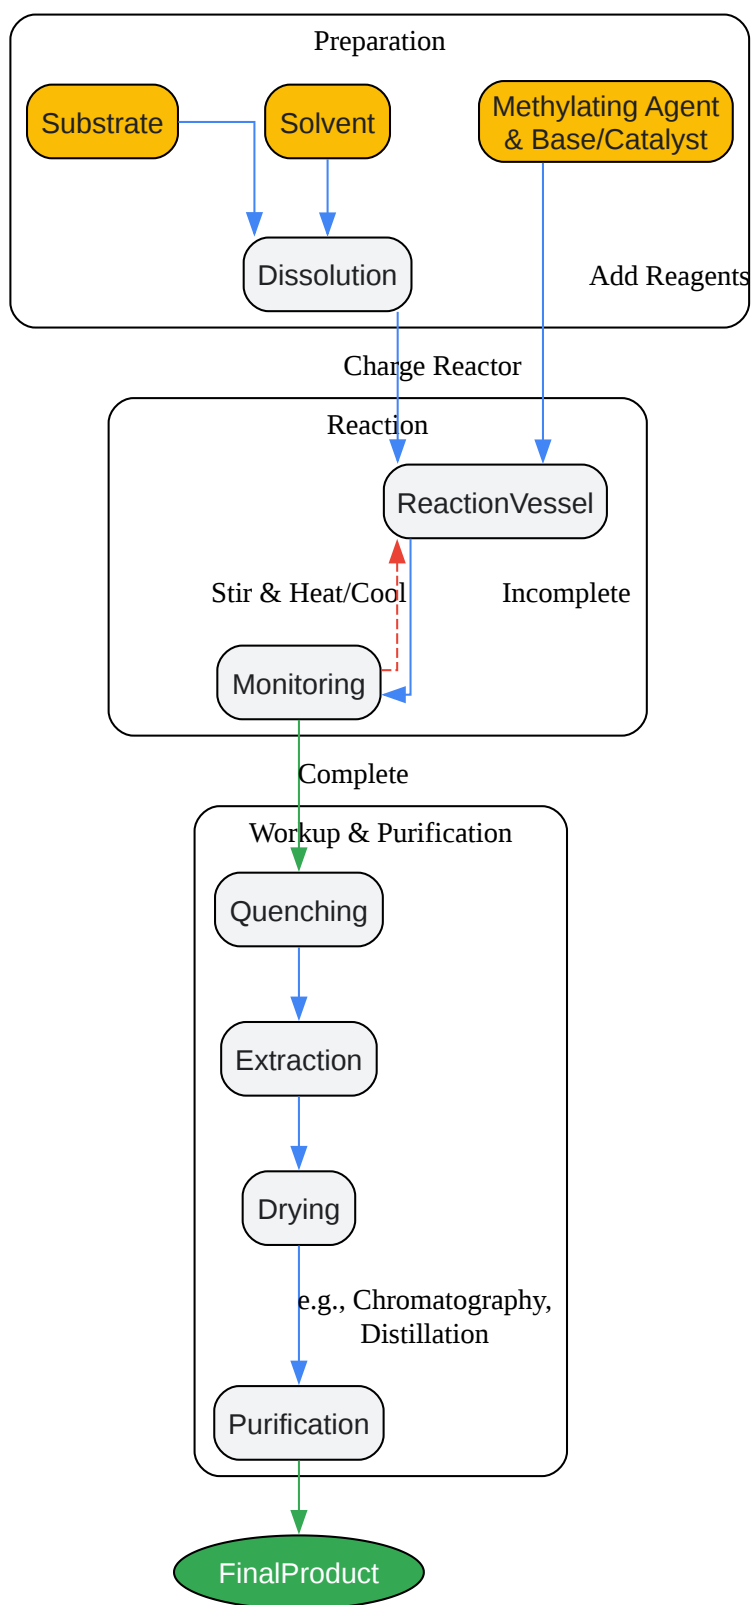 Preparation
Substrate
Solvent
Methylating Agent
& Base/Catalyst
Dissolution
Add Reagents
Charge Reactor
Reaction
ReactionVessel
Stir & Heat/Cool
Incomplete
Monitoring
Complete
Workup & Purification
Quenching
Extraction
Drying
e.g., Chromatography,
Distillation
Purification
FinalProduct